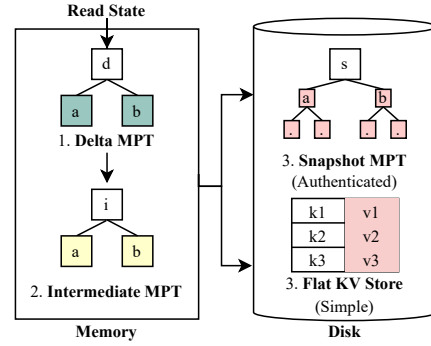 Read State
d
a b
1. Delta MPT
i
a b
2. Intermediate MPT
Memory
s
a b
. . . .
3. Snapshot MPT
(Authenticated)
k1 v1
k2 v2
k3 v3
3. Flat KV Store
(Simple)
Disk